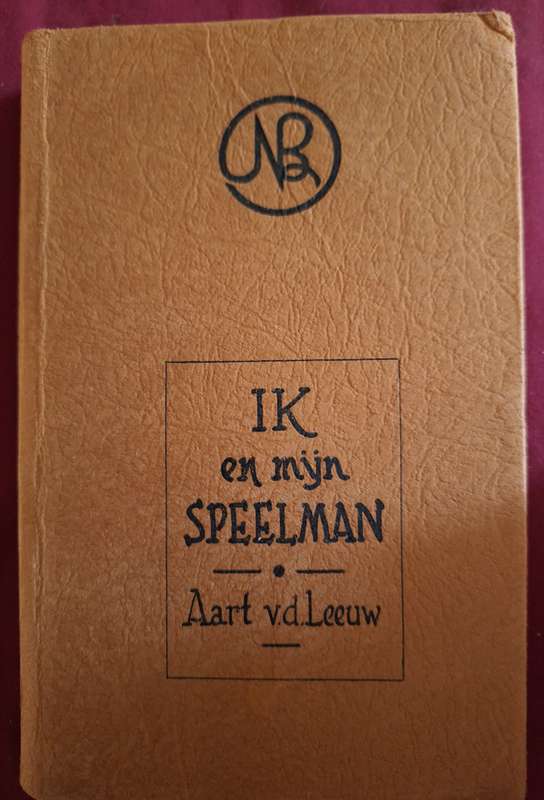 NB
IK
en mijn
SPEELMAN
Aart v.d. Leeuw